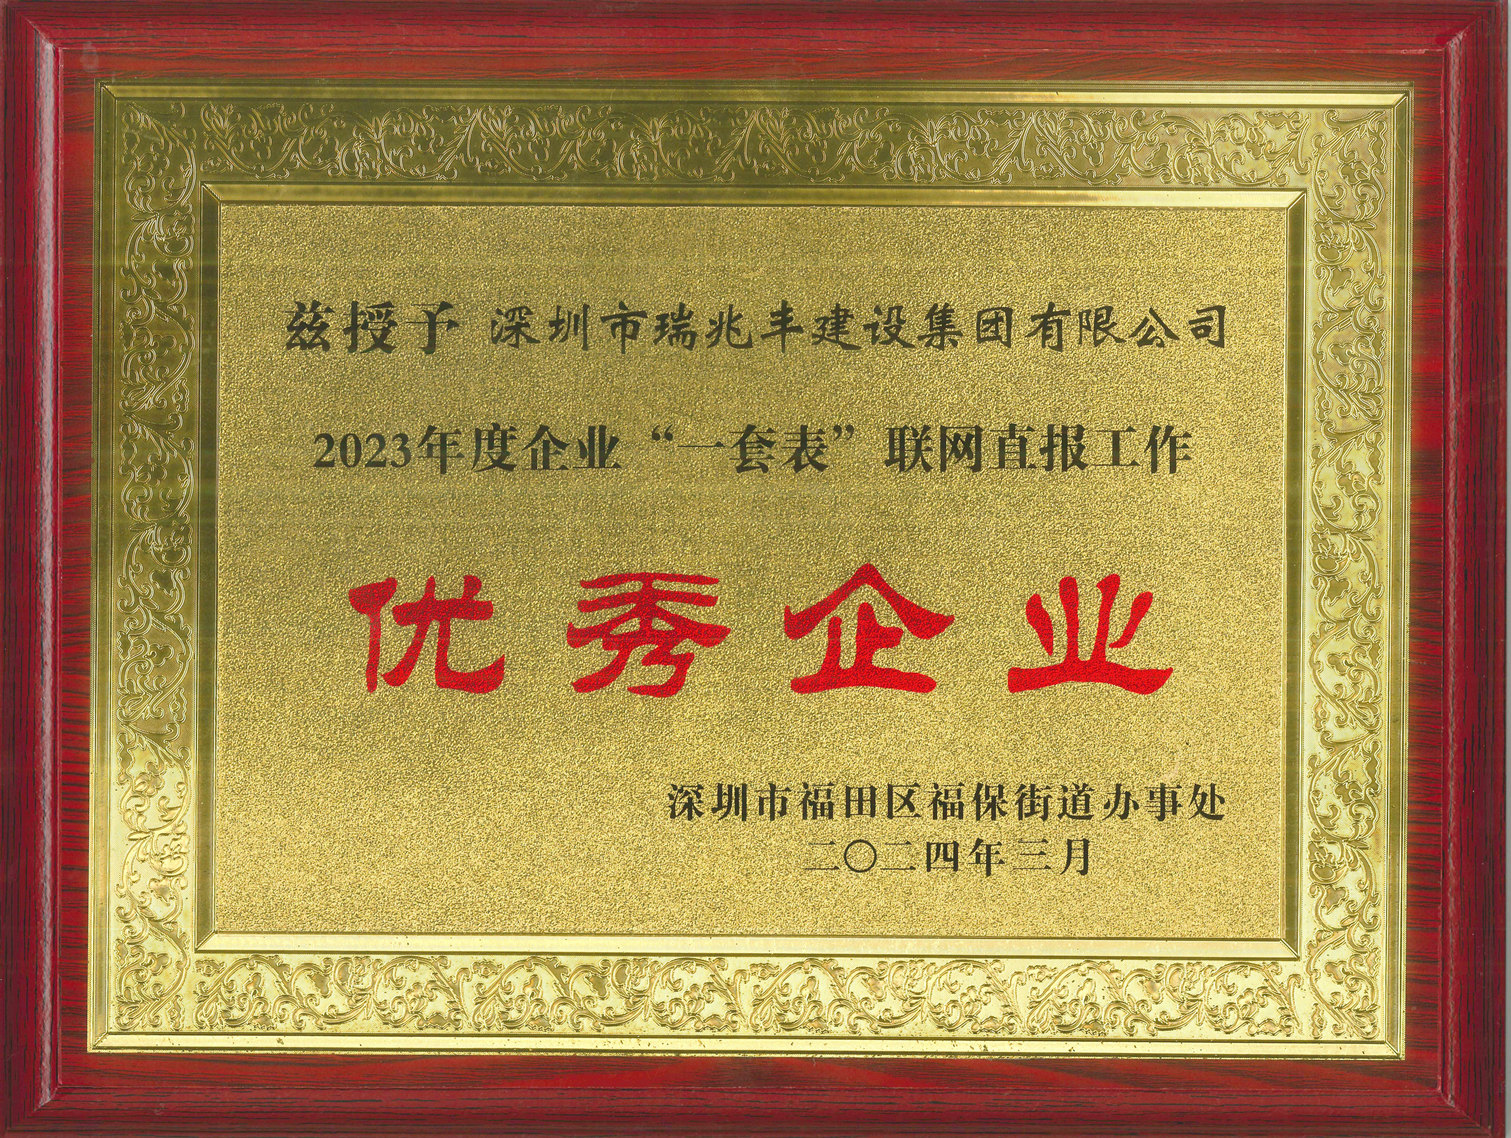 兹授予 深圳市瑞兆丰建设集团有限公司
2023年度企业“一套表”联网直报工作
优秀企业
深圳市福田区福保街道办事处
二〇二四年三月